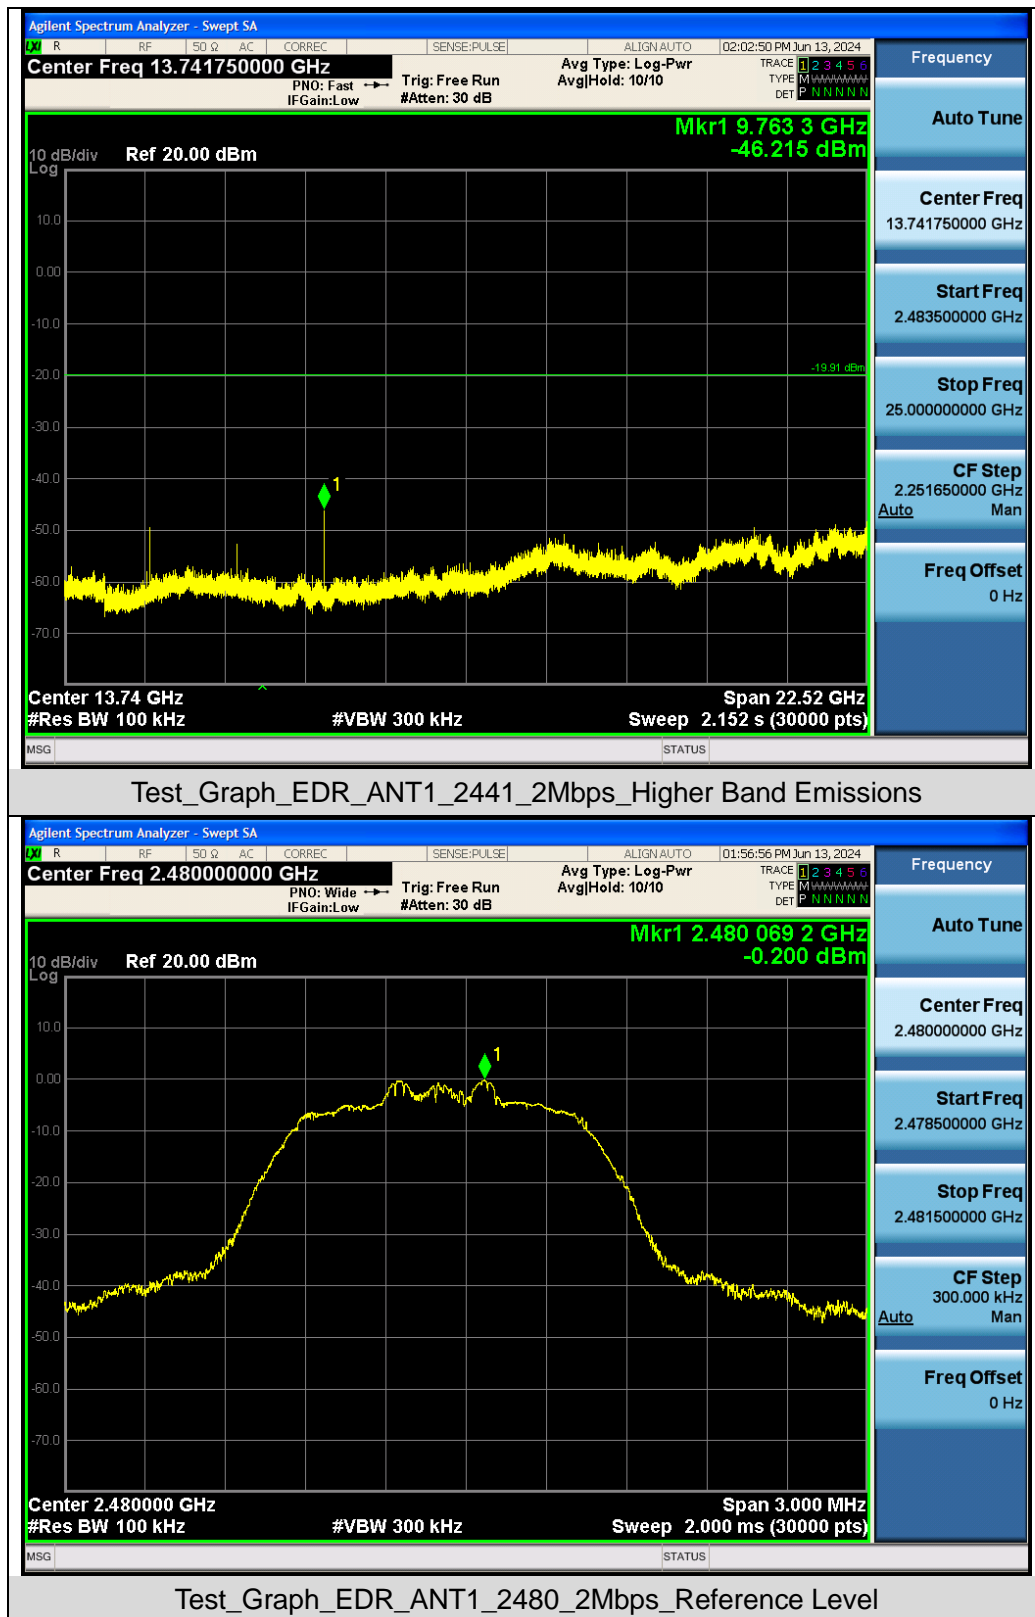 Agilent Spectrum Analyzer - Swept SA
LXI R RF 50 Ω AC CORREC SENSE:PULSE ALIGN AUTO 02:02:50 PM Jun 13, 2024
Center Freq 13.741750000 GHz
PNO: Fast
IFGain:Low
Trig: Free Run
#Atten: 30 dB
Avg Type: Log-Pwr
Avg|Hold: 10/10
TRACE 1 2 3 4 5 6
TYPE M
DET P N N N N N
Mkr1 9.763 3 GHz
-46.215 dBm
10 dB/div
Log
Ref 20.00 dBm
10.0
0.00
-10.0
-20.0
-30.0
-40.0
-50.0
-60.0
-70.0
-19.91 dBm
1
Center 13.74 GHz
Span 22.52 GHz
#Res BW 100 kHz
#VBW 300 kHz
Sweep 2.152 s (30000 pts)
MSG
STATUS
Frequency
Auto Tune
Center Freq
13.741750000 GHz
Start Freq
2.483500000 GHz
Stop Freq
25.000000000 GHz
CF Step
2.251650000 GHz
Auto Man
Freq Offset
0 Hz
Test_Graph_EDR_ANT1_2441_2Mbps_Higher Band Emissions
Agilent Spectrum Analyzer - Swept SA
LXI R RF 50 Ω AC CORREC SENSE:PULSE ALIGN AUTO 01:56:56 PM Jun 13, 2024
Center Freq 2.480000000 GHz
PNO: Wide
IFGain:Low
Trig: Free Run
#Atten: 30 dB
Avg Type: Log-Pwr
Avg|Hold: 10/10
TRACE 1 2 3 4 5 6
TYPE M
DET P N N N N N
Mkr1 2.480 069 2 GHz
-0.200 dBm
10 dB/div
Log
Ref 20.00 dBm
10.0
0.00
-10.0
-20.0
-30.0
-40.0
-50.0
-60.0
-70.0
1
Center 2.480000 GHz
Span 3.000 MHz
#Res BW 100 kHz
#VBW 300 kHz
Sweep 2.000 ms (30000 pts)
MSG
STATUS
Frequency
Auto Tune
Center Freq
2.480000000 GHz
Start Freq
2.478500000 GHz
Stop Freq
2.481500000 GHz
CF Step
300.000 kHz
Auto Man
Freq Offset
0 Hz
Test_Graph_EDR_ANT1_2480_2Mbps_Reference Level